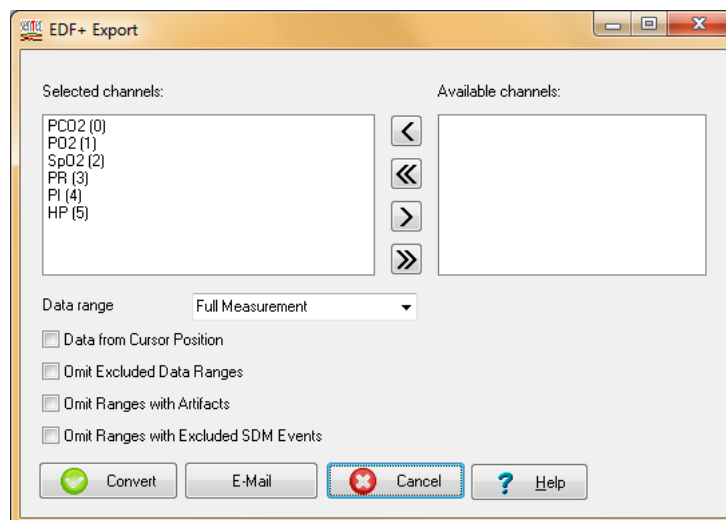 EDF+ Export
Selected channels:
Available channels:
PCO2 (0)
PO2 (1)
SpO2 (2)
PR (3)
PI (4)
HP (5)
Data range
Full Measurement
Data from Cursor Position
Omit Excluded Data Ranges
Omit Ranges with Artifacts
Omit Ranges with Excluded SDM Events
Convert
E-Mail
Cancel
? Help